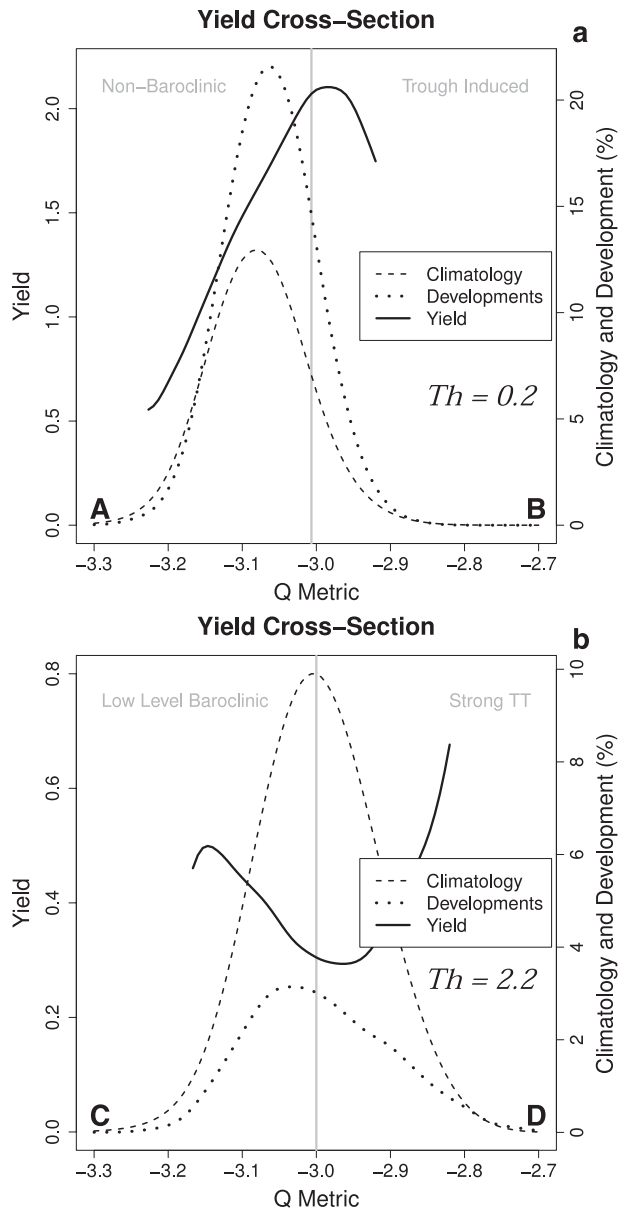 Yield Cross–Section
a
Non–Baroclinic
Trough Induced
Yield
0.0
0.5
1.0
1.5
2.0
Climatology
Developments
Yield
Th = 0.2
Climatology and Development (%)
0
5
10
15
20
A
B
−3.3
−3.2
−3.1
−3.0
−2.9
−2.8
−2.7
Q Metric
Yield Cross–Section
b
Low Level Baroclinic
Strong TT
Yield
0.0
0.2
0.4
0.6
0.8
Climatology
Developments
Yield
Th = 2.2
Climatology and Development (%)
0
2
4
6
8
10
C
D
−3.3
−3.2
−3.1
−3.0
−2.9
−2.8
−2.7
Q Metric